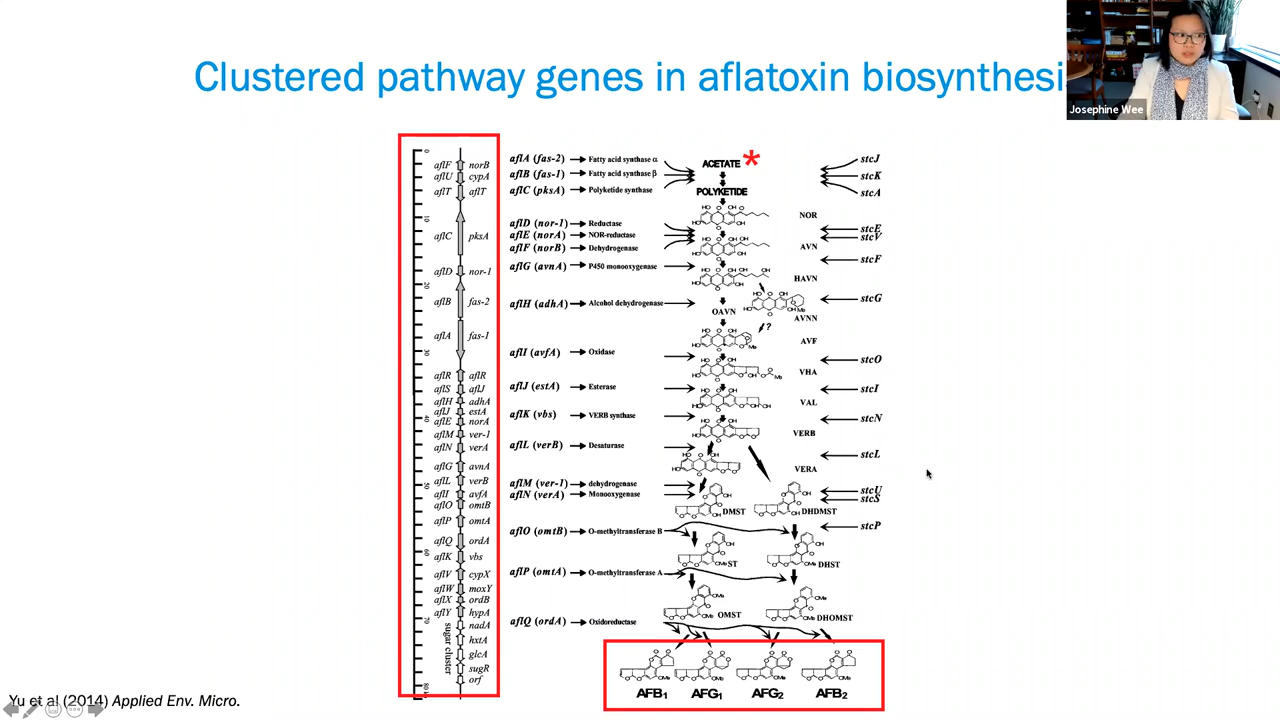 Clustered pathway genes in aflatoxin biosynthesi
Josephine Wee
0
10
20
30
40
50
60
70
80
aflF norB
aflU cypA
aflT aflT
aflC pksA
aflD nor-1
aflB fas-2
aflA fas-1
aflR aflR
aflS aflJ
aflH adhA
aflJ estA
aflE norA
aflM ver-1
aflN verA
aflG avnA
aflL verB
aflI avfA
aflO omtB
aflP omtA
aflQ ordA
aflK vbs
aflV cypX
aflW moxY
aflX ordB
aflY hypA
sugar cluster
nadA
hxtA
glcA
sugR
orf
aflA (fas-2) Fatty acid synthase α
aflB (fas-1) Fatty acid synthase β
aflC (pksA) Polyketide synthase
aflD (nor-1) Reductase
aflE (norA) NOR-reductase
aflF (norB) Dehydrogenase
aflG (avnA) P450 monooxygenase
aflH (adhA) Alcohol dehydrogenase
aflI (avfA) Oxidase
aflJ (estA) Esterase
aflK (vbs) VERB synthase
aflL (verB) Desaturase
aflM (ver-1) dehydrogenase
aflN (verA) Monooxygenase
aflO (omtB) O-methyltransferase B
aflP (omtA) O-methyltransferase A
aflQ (ordA) Oxidoreductase
ACETATE *
POLYKETIDE
NOR
AVN
HAVN
OAVN
AVNN
?
AVF
VHA
VAL
VERB
VERA
DMST
DHDMST
ST
DHST
OMST
DHOMST
AFB1
AFG1
AFG2
AFB2
stcJ
stcK
stcA
stcE
stcV
stcF
stcG
stcO
stcI
stcN
stcL
stcU
stcS
stcP
Yu et al (2014) Applied Env. Micro.